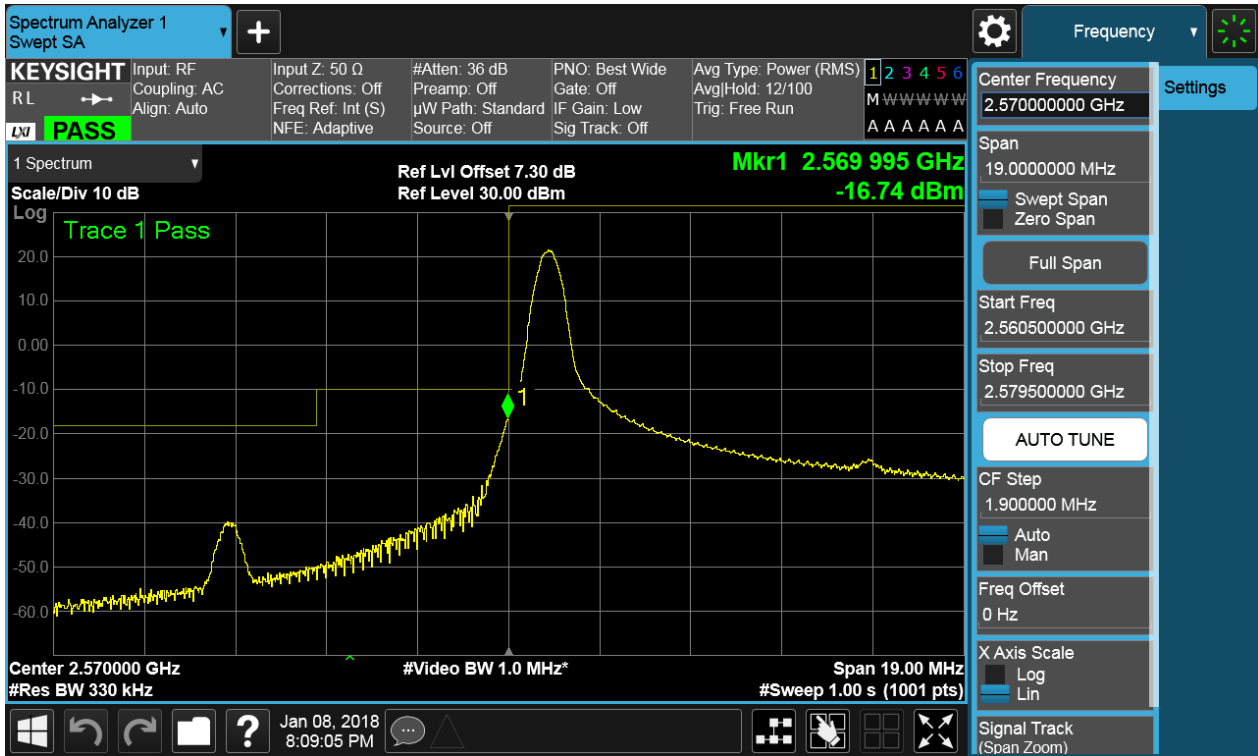 Spectrum Analyzer 1
Swept SA
+
Frequency
KEYSIGHT
RL
LXI PASS
Input: RF
Coupling: AC
Align: Auto
Input Z: 50 Ω
Corrections: Off
Freq Ref: Int (S)
NFE: Adaptive
#Atten: 36 dB
Preamp: Off
µW Path: Standard
Source: Off
PNO: Best Wide
Gate: Off
IF Gain: Low
Sig Track: Off
Avg Type: Power (RMS)
Avg|Hold: 12/100
Trig: Free Run
1 2 3 4 5 6
M W W W W W
A A A A A A
1 Spectrum
Scale/Div 10 dB
Ref Lvl Offset 7.30 dB
Ref Level 30.00 dBm
Mkr1 2.569 995 GHz
-16.74 dBm
Log
Trace 1 Pass
20.0
10.0
0.00
-10.0
-20.0
-30.0
-40.0
-50.0
-60.0
1
Center 2.570000 GHz
#Res BW 330 kHz
#Video BW 1.0 MHz*
Span 19.00 MHz
#Sweep 1.00 s (1001 pts)
Center Frequency
2.570000000 GHz
Span
19.0000000 MHz
Swept Span
Zero Span
Full Span
Start Freq
2.560500000 GHz
Stop Freq
2.579500000 GHz
AUTO TUNE
CF Step
1.900000 MHz
Auto
Man
Freq Offset
0 Hz
X Axis Scale
Log
Lin
Signal Track
(Span Zoom)
Settings
?
Jan 08, 2018
8:09:05 PM